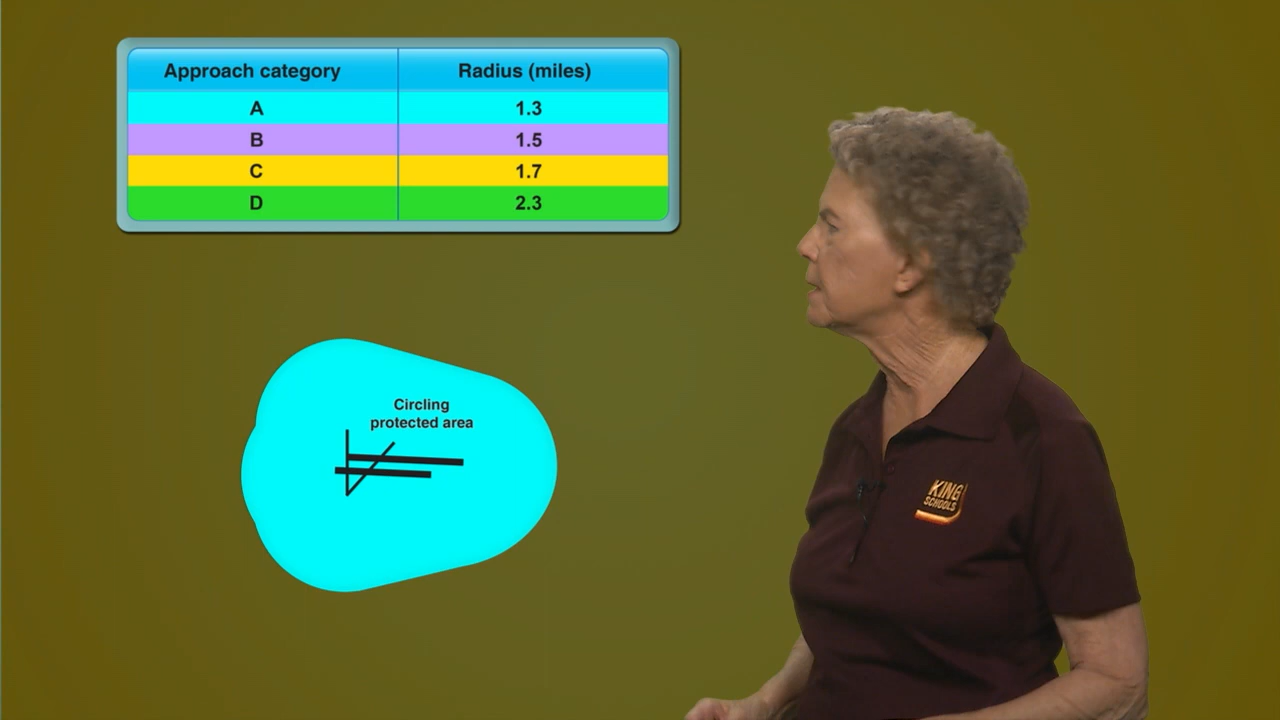 Approach category Radius (miles)
A 1.3
B 1.5
C 1.7
D 2.3
Circling
protected area
KING
SCHOOLS